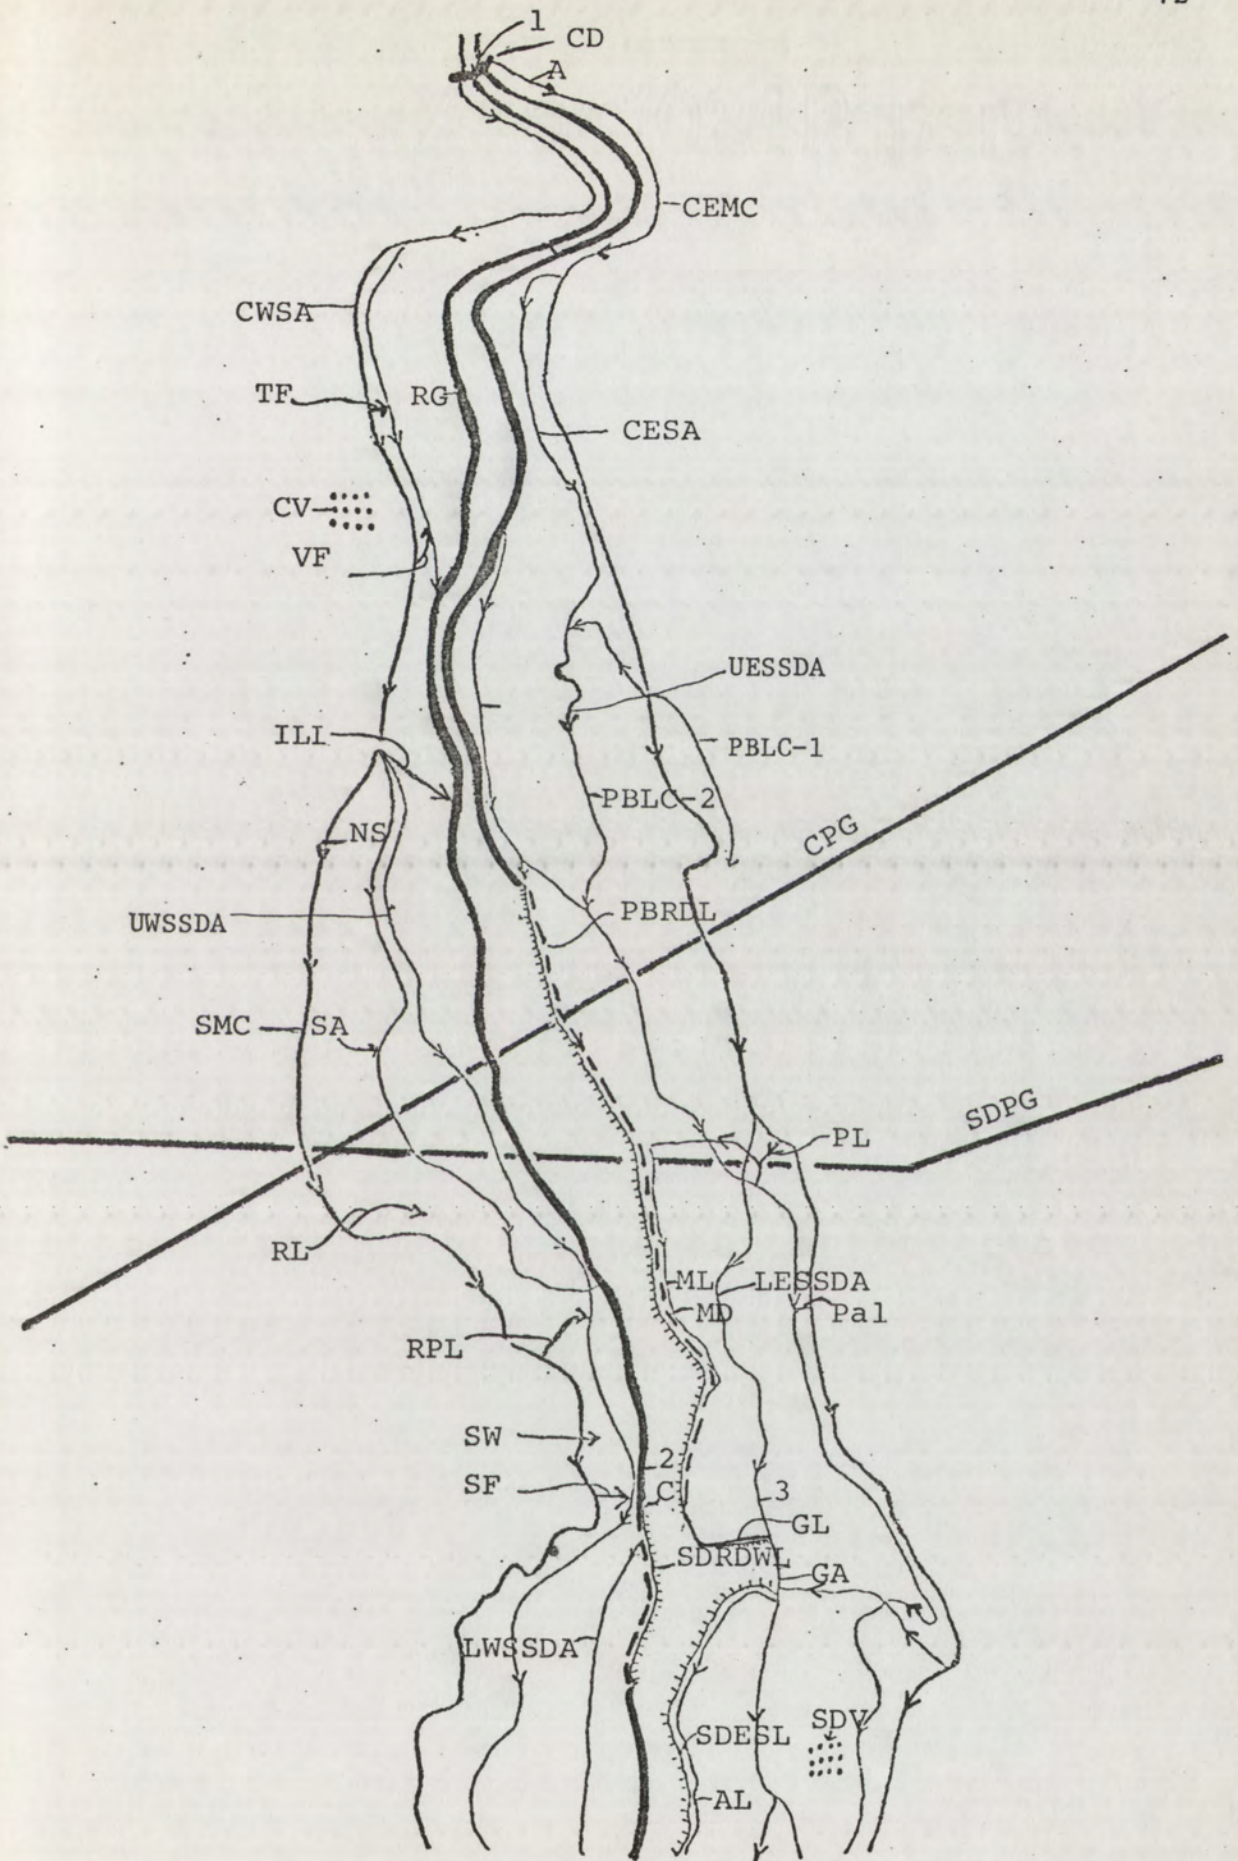 1
CD
A
CEMC
CWSA
TF
RG
CESA
CV
VF
UESSDA
ILI
PBLC-1
PBLC-2
NS
CPG
UWSSDA
PBRDL
SMC
SA
SDPG
PL
RL
ML
LESSDA
MD
Pal
RPL
SW
2
SF
C
3
GL
SDRDWL
GA
LWSSDA
SDV
SDESL
AL